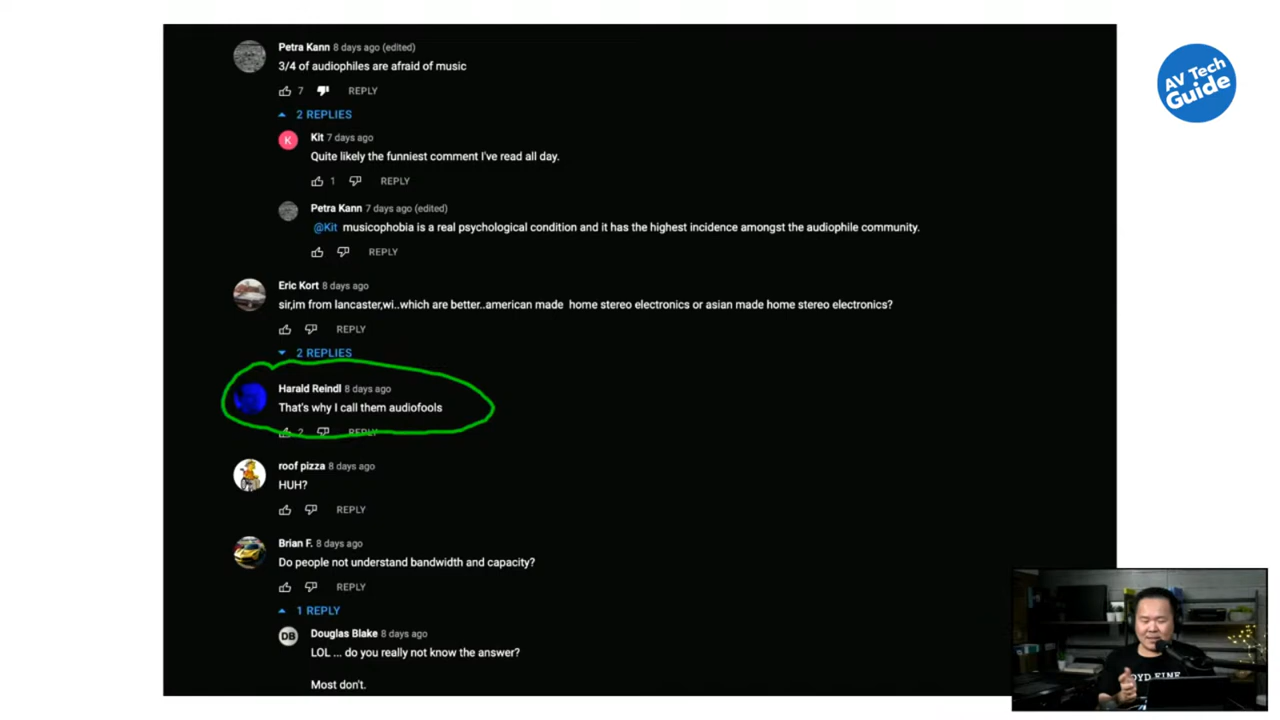 AV Tech
Guide
Petra Kann 8 days ago (edited)
3/4 of audiophiles are afraid of music
7 REPLY
2 REPLIES
K
Kit 7 days ago
Quite likely the funniest comment I've read all day.
1 REPLY
Petra Kann 7 days ago (edited)
@Kit musicophobia is a real psychological condition and it has the highest incidence amongst the audiophile community.
REPLY
Eric Kort 8 days ago
sir,im from lancaster,wi..which are better..american made home stereo electronics or asian made home stereo electronics?
REPLY
2 REPLIES
Harald Reindl 8 days ago
That's why I call them audiofools
2 REPLY
roof pizza 8 days ago
HUH?
REPLY
Brian F. 8 days ago
Do people not understand bandwidth and capacity?
REPLY
1 REPLY
DB
Douglas Blake 8 days ago
LOL ... do you really not know the answer?
Most don't.